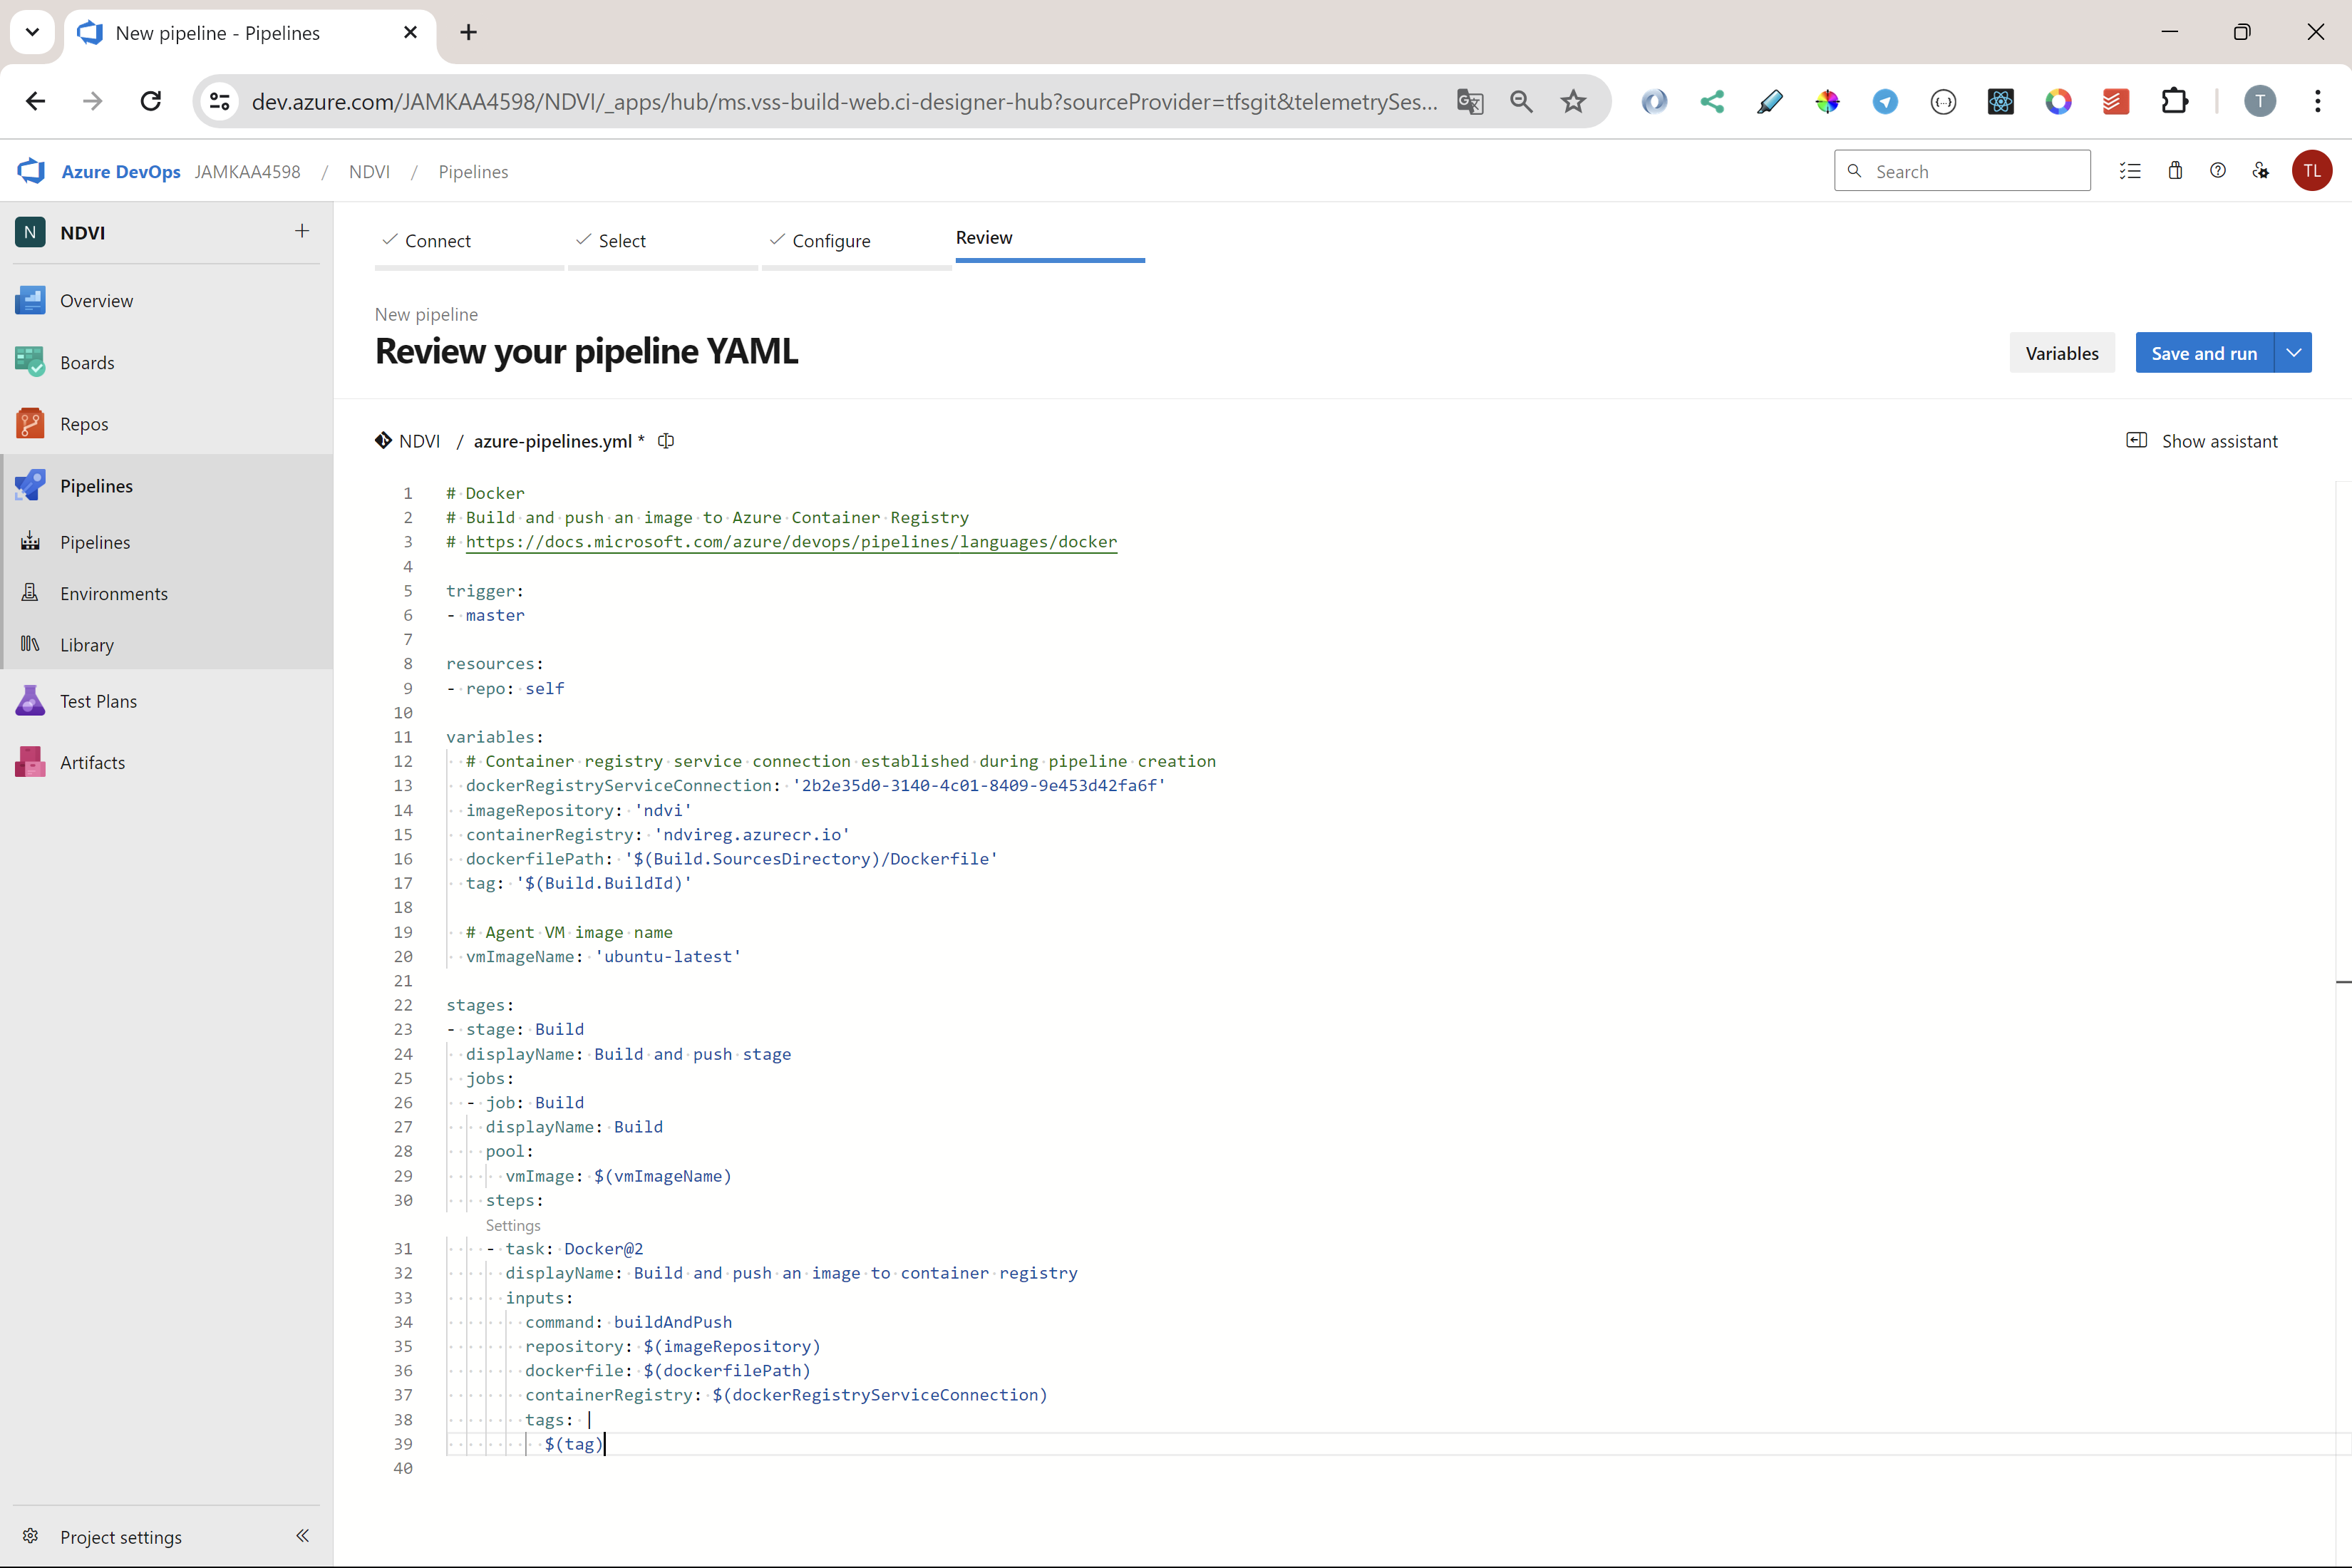 New pipeline - Pipelines
dev.azure.com/JAMKAA4598/NDVI/_apps/hub/ms.vss-build-web.ci-designer-hub?sourceProvider=tfsgit&telemetrySes...
T
Azure DevOps JAMKAA4598 / NDVI / Pipelines
Search
TL
N NDVI
Overview
Boards
Repos
Pipelines
Pipelines
Environments
Library
Test Plans
Artifacts
Project settings
Connect
Select
Configure
Review
New pipeline
Review your pipeline YAML
Variables
Save and run
NDVI / azure-pipelines.yml *
Show assistant
1 # Docker
2 # Build and push an image to Azure Container Registry
3 # https://docs.microsoft.com/azure/devops/pipelines/languages/docker
4
5 trigger:
6 - master
7
8 resources:
9 - repo: self
10
11 variables:
12 # Container registry service connection established during pipeline creation
13 dockerRegistryServiceConnection: '2b2e35d0-3140-4c01-8409-9e453d42fa6f'
14 imageRepository: 'ndvi'
15 containerRegistry: 'ndvireg.azurecr.io'
16 dockerfilePath: '$(Build.SourcesDirectory)/Dockerfile'
17 tag: '$(Build.BuildId)'
18
19 # Agent VM image name
20 vmImageName: 'ubuntu-latest'
21
22 stages:
23 - stage: Build
24 displayName: Build and push stage
25 jobs:
26 - job: Build
27 displayName: Build
28 pool:
29 vmImage: $(vmImageName)
30 steps:
Settings
31 - task: Docker@2
32 displayName: Build and push an image to container registry
33 inputs:
34 command: buildAndPush
35 repository: $(imageRepository)
36 dockerfile: $(dockerfilePath)
37 containerRegistry: $(dockerRegistryServiceConnection)
38 tags: |
39 $(tag)
40